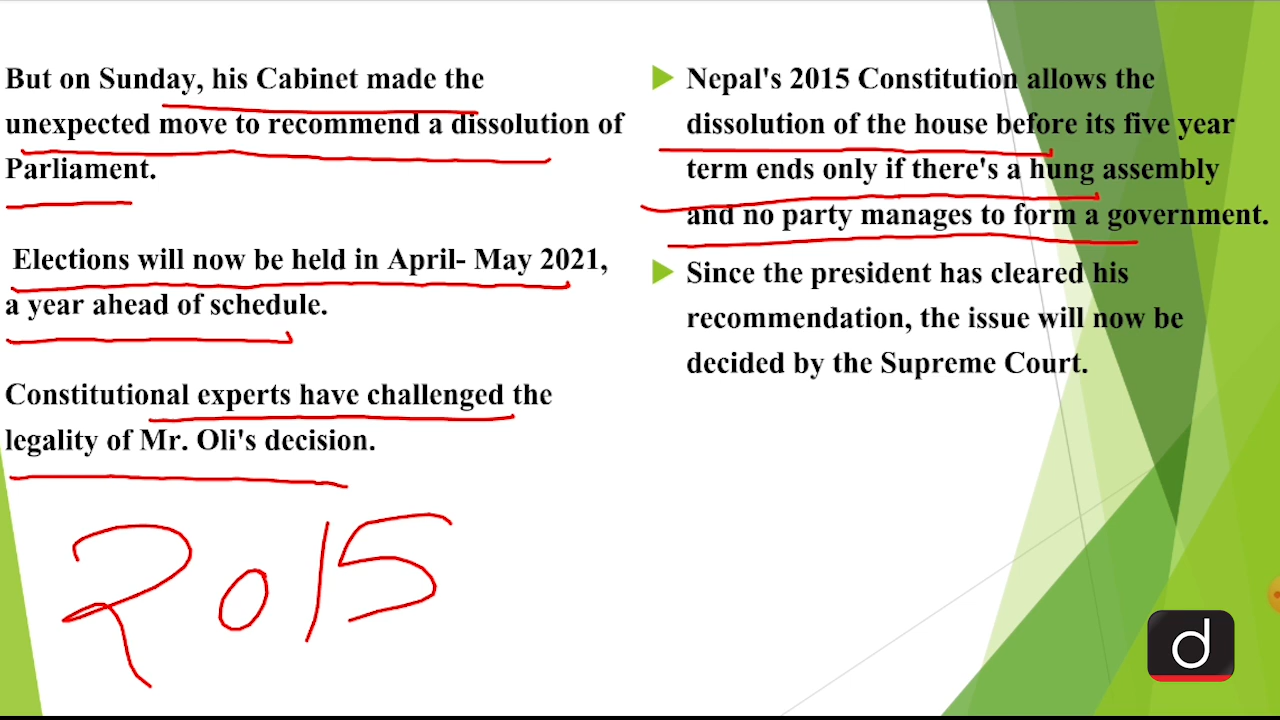 But on Sunday, his Cabinet made the
unexpected move to recommend a dissolution of
Parliament.
Elections will now be held in April- May 2021,
a year ahead of schedule.
Constitutional experts have challenged the
legality of Mr. Oli's decision.
2015
Nepal's 2015 Constitution allows the
dissolution of the house before its five year
term ends only if there's a hung assembly
and no party manages to form a government.
Since the president has cleared his
recommendation, the issue will now be
decided by the Supreme Court.
d